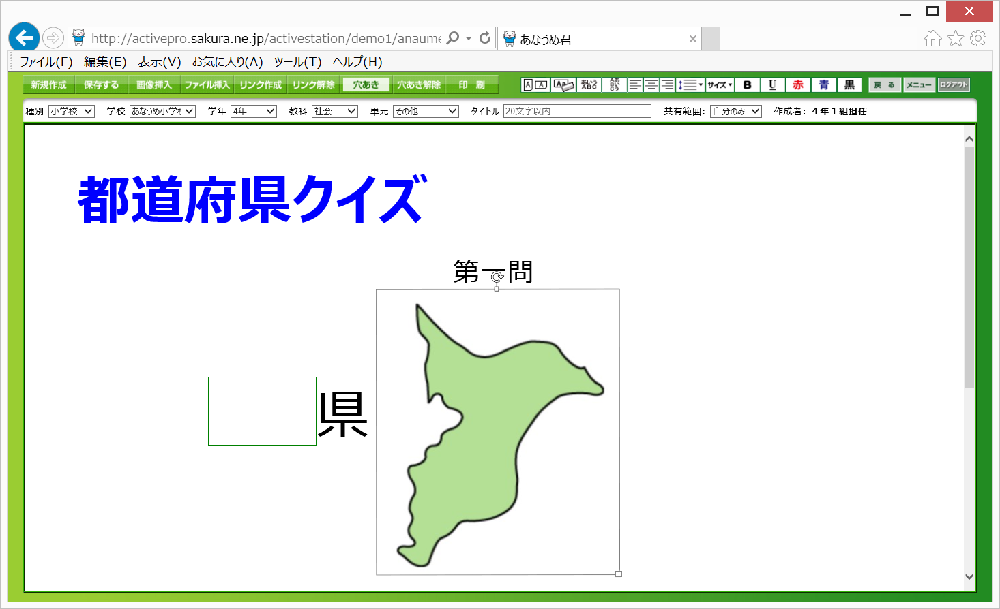 http://activepro.sakura.ne.jp/activestation/demo1/anaume
あなうめ君
ファイル(F) 編集(E) 表示(V) お気に入り(A) ツール(T) ヘルプ(H)
新規作成 保存する 画像挿入 ファイル挿入 リンク作成 リンク解除 穴あき 穴あき解除 印 刷 A A Aあ あいう ABC サイズ B U 赤 青 黒 戻 る メニュー ログアウト
種別 小学校 学校 あなうめ小学校 学年 4年 教科 社会 単元 その他 タイトル 20文字以内 共有範囲: 自分のみ 作成者: 4年1組担任
都道府県クイズ
第一問
県